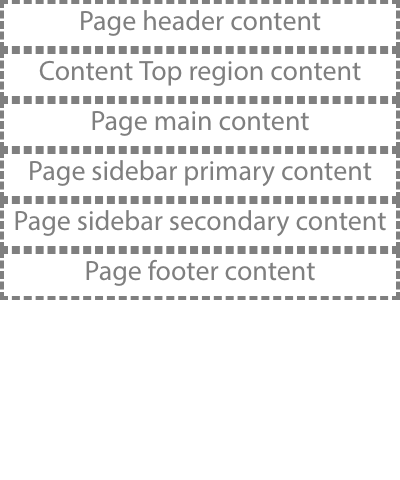 Page header content
Content Top region content
Page main content
Page sidebar primary content
Page sidebar secondary content
Page footer content